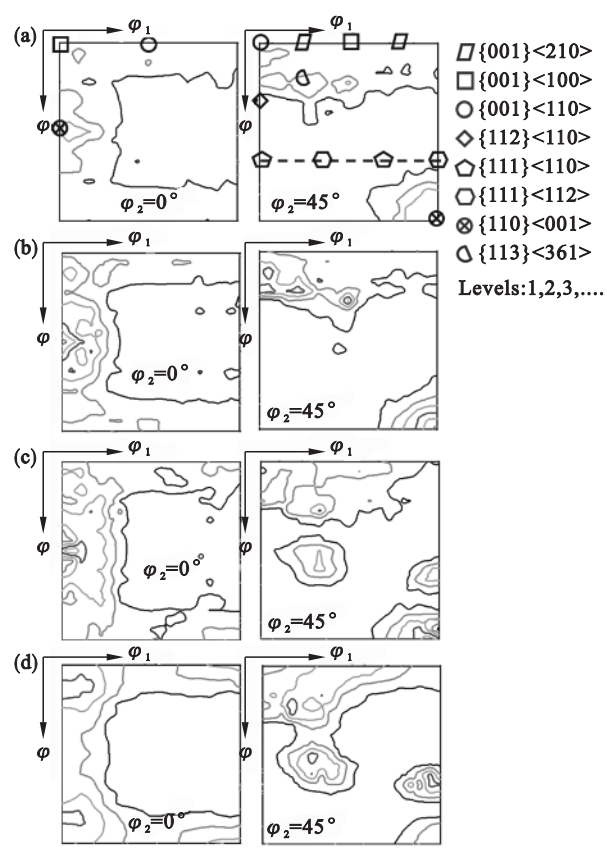 (a)
φ₁
φ₁
φ
φ
φ₂=0°
φ₂=45°
{001}<210>
{001}<100>
{001}<110>
{112}<110>
{111}<110>
{111}<112>
{110}<001>
{113}<361>
Levels:1,2,3,....
(b)
φ₁
φ₁
φ
φ
φ₂=0°
φ₂=45°
(c)
φ₁
φ₁
φ
φ
φ₂=0°
φ₂=45°
(d)
φ₁
φ₁
φ
φ
φ₂=0°
φ₂=45°